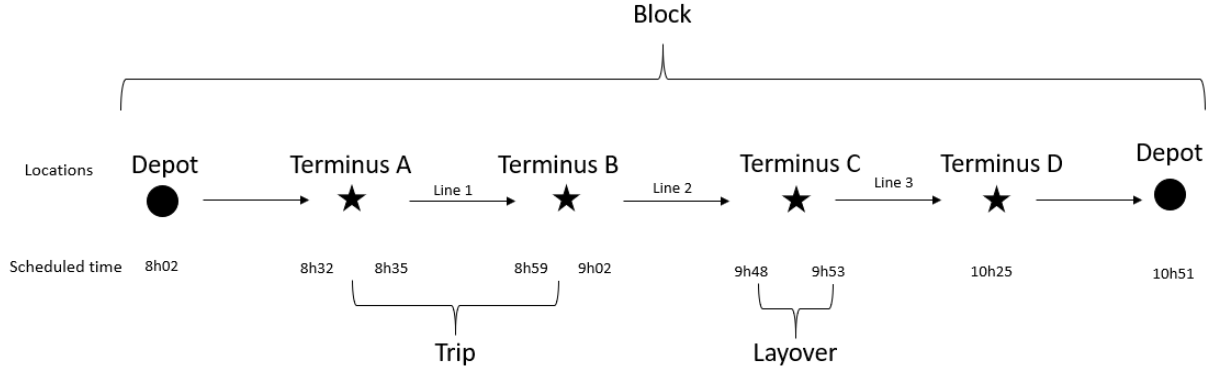 Block
Locations Depot Terminus A Terminus B Terminus C Terminus D Depot
Line 1 Line 2 Line 3
Scheduled time 8h02 8h32 8h35 8h59 9h02 9h48 9h53 10h25 10h51
Trip Layover